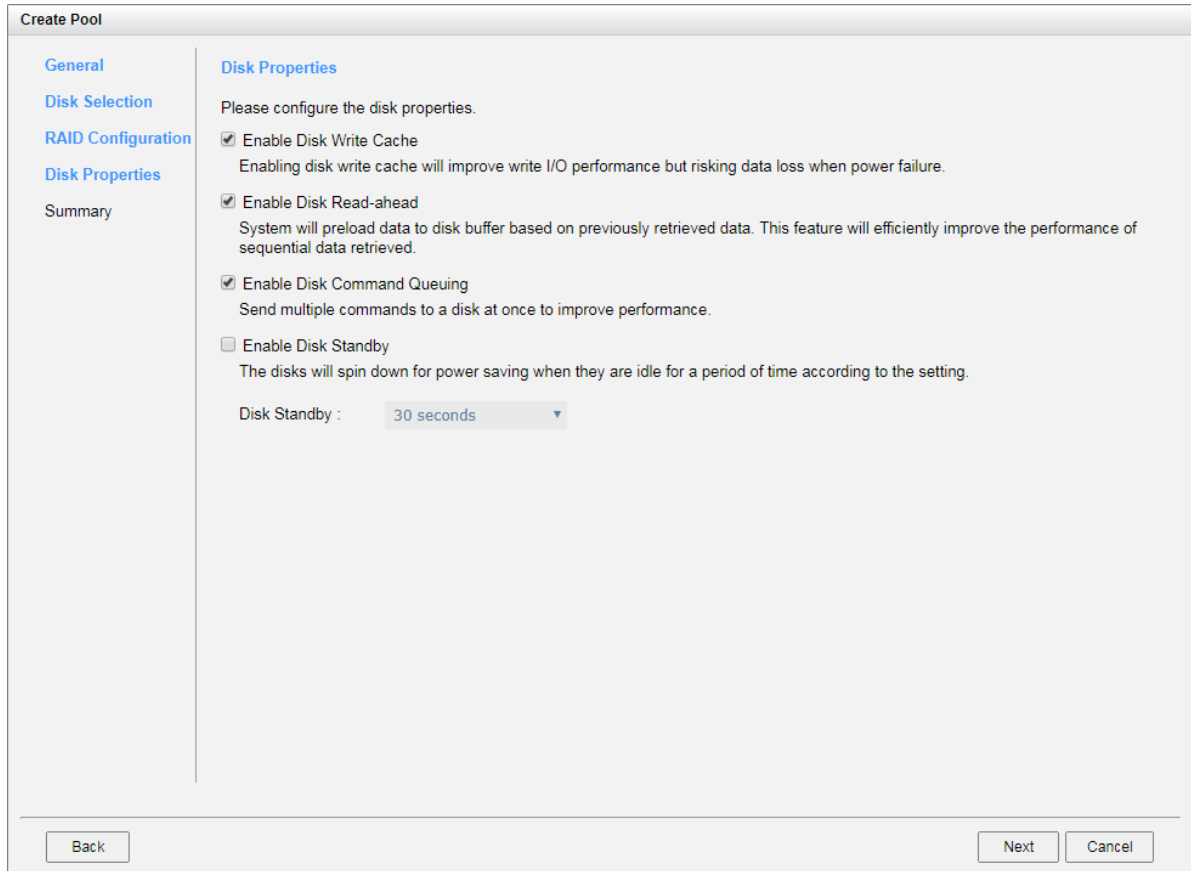 Create Pool
General
Disk Selection
RAID Configuration
Disk Properties
Summary
Disk Properties
Please configure the disk properties.
Enable Disk Write Cache
Enabling disk write cache will improve write I/O performance but risking data loss when power failure.
Enable Disk Read-ahead
System will preload data to disk buffer based on previously retrieved data. This feature will efficiently improve the performance of
sequential data retrieved.
Enable Disk Command Queuing
Send multiple commands to a disk at once to improve performance.
Enable Disk Standby
The disks will spin down for power saving when they are idle for a period of time according to the setting.
Disk Standby : 30 seconds
Back Next Cancel